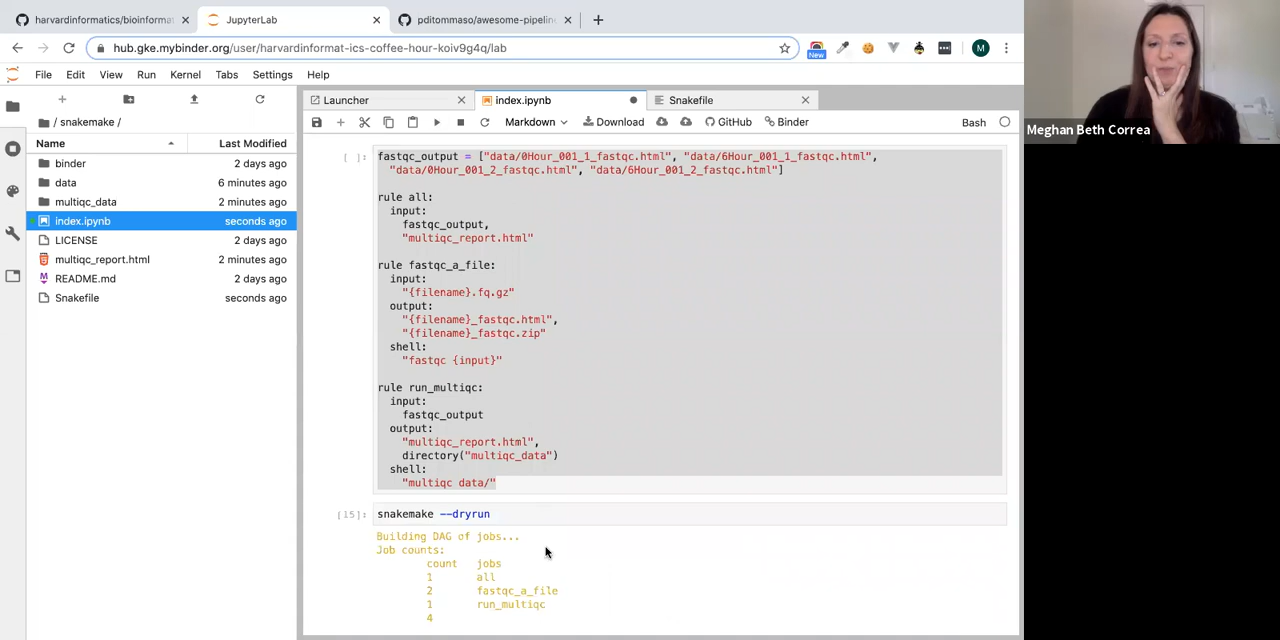 harvardinformatics/bioinformat
JupyterLab
pditommaso/awesome-pipeline
hub.gke.mybinder.org/user/harvardinformat-ics-coffee-hour-koiv9g4q/lab
New
M
File Edit View Run Kernel Tabs Settings Help
Launcher
index.ipynb
Snakefile
/ snakemake /
Markdown
Download
GitHub
Binder
Bash
Name Last Modified
binder 2 days ago
data 6 minutes ago
multiqc_data 2 minutes ago
index.ipynb seconds ago
LICENSE 2 days ago
multiqc_report.html 2 minutes ago
README.md 2 days ago
Snakefile seconds ago
[ ]: fastqc_output = ["data/0Hour_001_1_fastqc.html", "data/6Hour_001_1_fastqc.html",
"data/0Hour_001_2_fastqc.html", "data/6Hour_001_2_fastqc.html"]
rule all:
input:
fastqc_output,
"multiqc_report.html"
rule fastqc_a_file:
input:
"{filename}.fq.gz"
output:
"{filename}_fastqc.html",
"{filename}_fastqc.zip"
shell:
"fastqc {input}"
rule run_multiqc:
input:
fastqc_output
output:
"multiqc_report.html",
directory("multiqc_data")
shell:
"multiqc data/"
[15]: snakemake --dryrun
Building DAG of jobs...
Job counts:
count jobs
1 all
2 fastqc_a_file
1 run_multiqc
4
Meghan Beth Correa